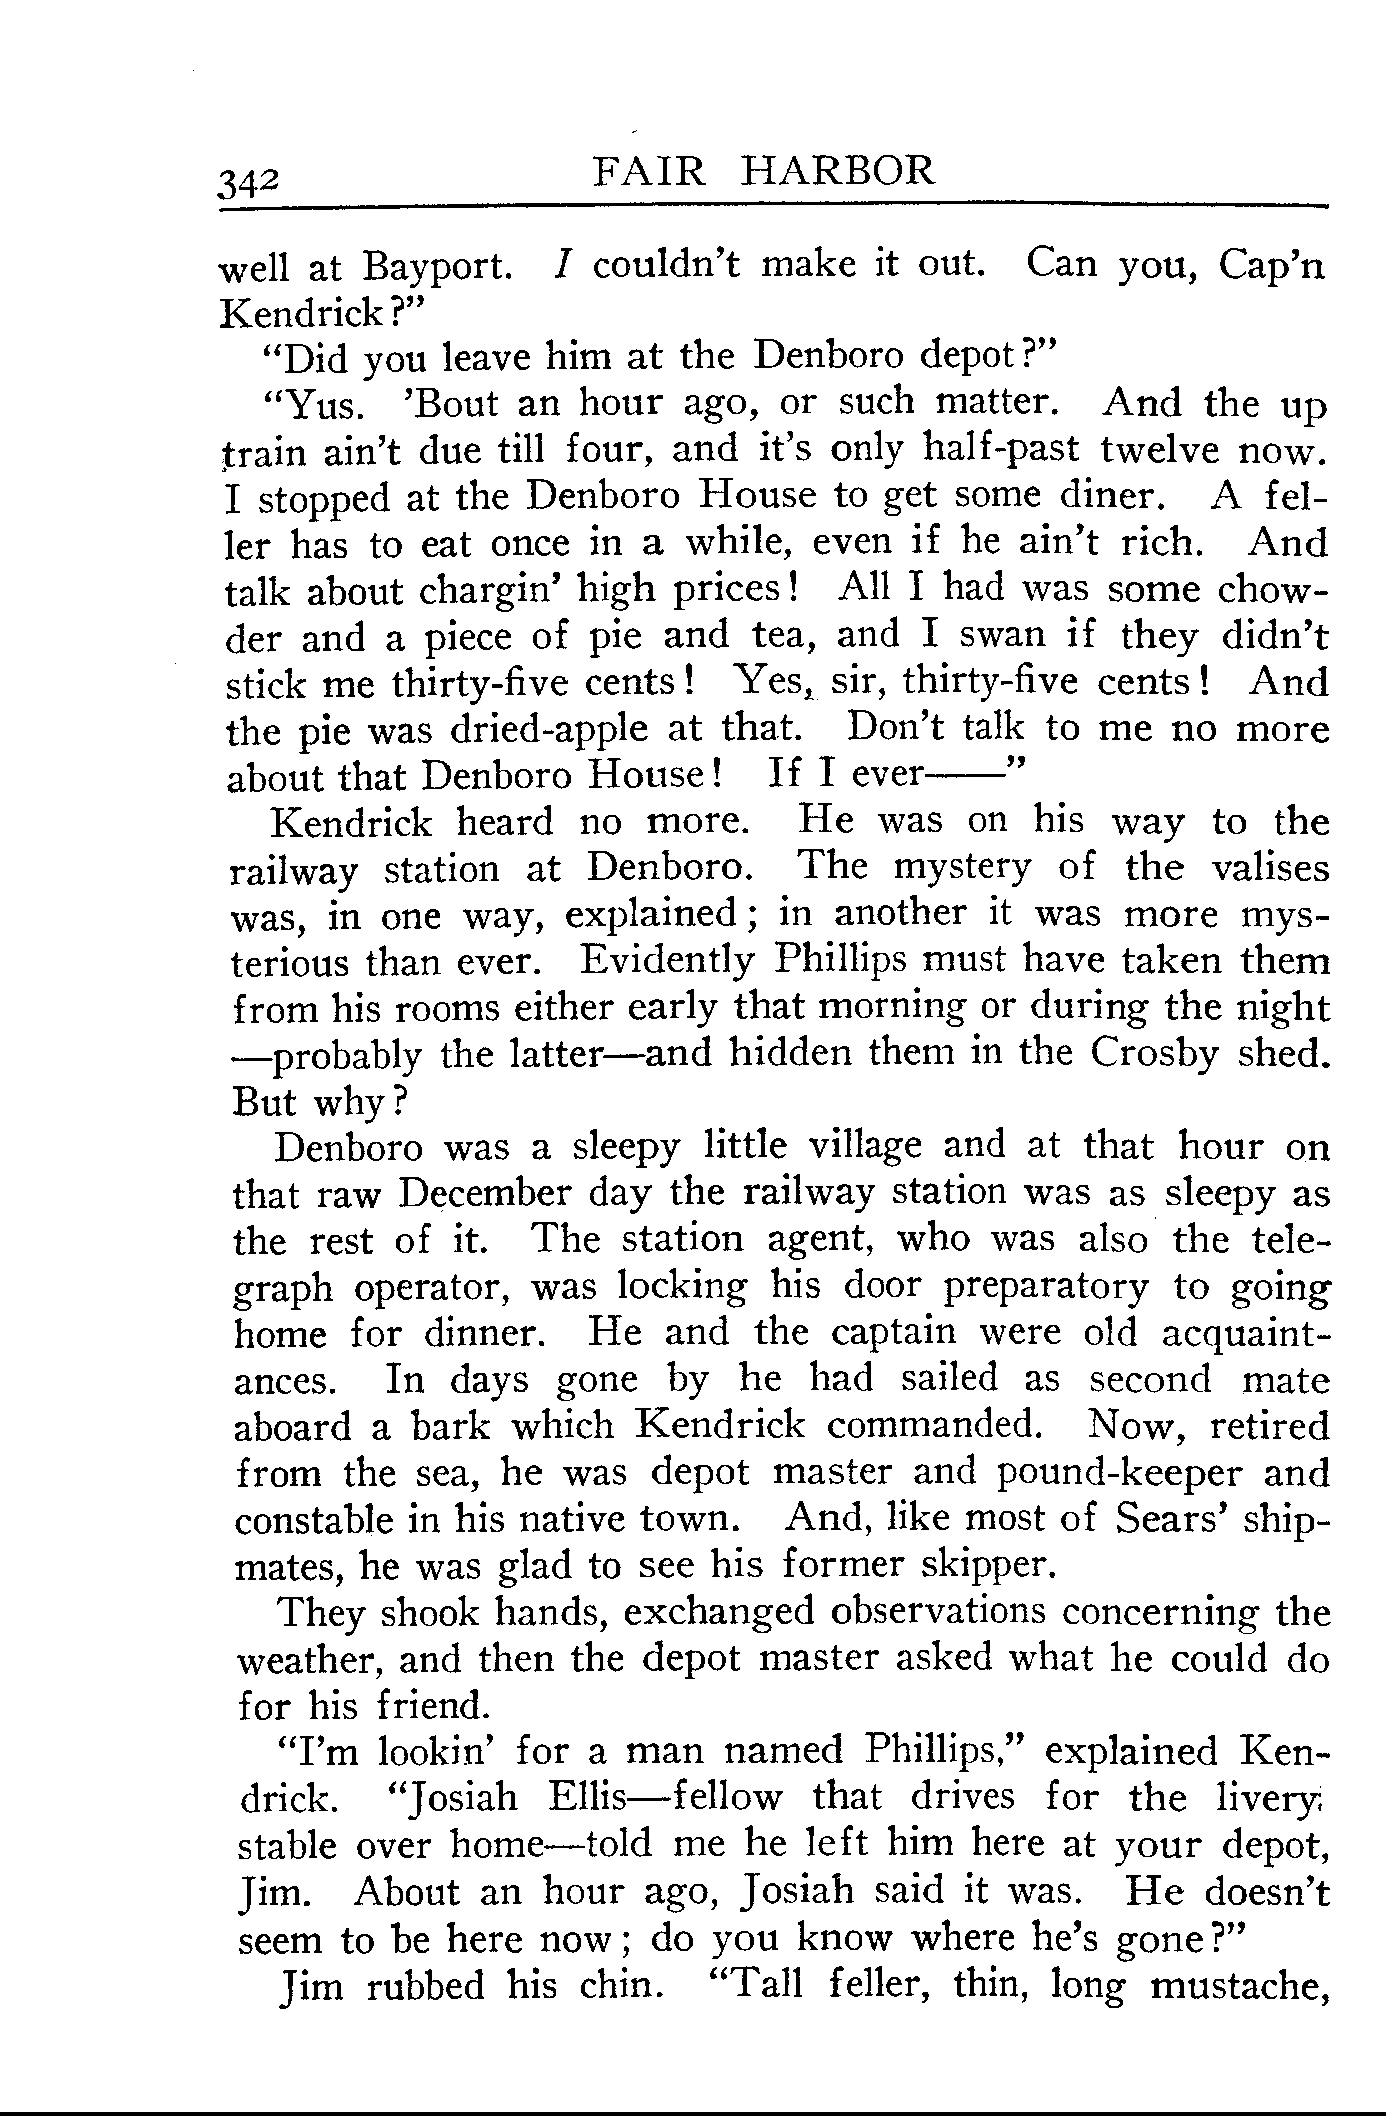 342 FAIR HARBOR
well at Bayport. I couldn't make it out. Can you, Cap'n
Kendrick?"
"Did you leave him at the Denboro depot?"
"Yus. 'Bout an hour ago, or such matter. And the up
train ain't due till four, and it's only half-past twelve now.
I stopped at the Denboro House to get some diner. A fel-
ler has to eat once in a while, even if he ain't rich. And
talk about chargin' high prices! All I had was some chow-
der and a piece of pie and tea, and I swan if they didn't
stick me thirty-five cents! Yes, sir, thirty-five cents! And
the pie was dried-apple at that. Don't talk to me no more
about that Denboro House! If I ever——"
Kendrick heard no more. He was on his way to the
railway station at Denboro. The mystery of the valises
was, in one way, explained; in another it was more mys-
terious than ever. Evidently Phillips must have taken them
from his rooms either early that morning or during the night
—probably the latter—and hidden them in the Crosby shed.
But why?
Denboro was a sleepy little village and at that hour on
that raw December day the railway station was as sleepy as
the rest of it. The station agent, who was also the tele-
graph operator, was locking his door preparatory to going
home for dinner. He and the captain were old acquaint-
ances. In days gone by he had sailed as second mate
aboard a bark which Kendrick commanded. Now, retired
from the sea, he was depot master and pound-keeper and
constable in his native town. And, like most of Sears' ship-
mates, he was glad to see his former skipper.
They shook hands, exchanged observations concerning the
weather, and then the depot master asked what he could do
for his friend.
"I'm lookin' for a man named Phillips," explained Ken-
drick. "Josiah Ellis—fellow that drives for the livery
stable over home—told me he left him here at your depot,
Jim. About an hour ago, Josiah said it was. He doesn't
seem to be here now; do you know where he's gone?"
Jim rubbed his chin. "Tall feller, thin, long mustache,